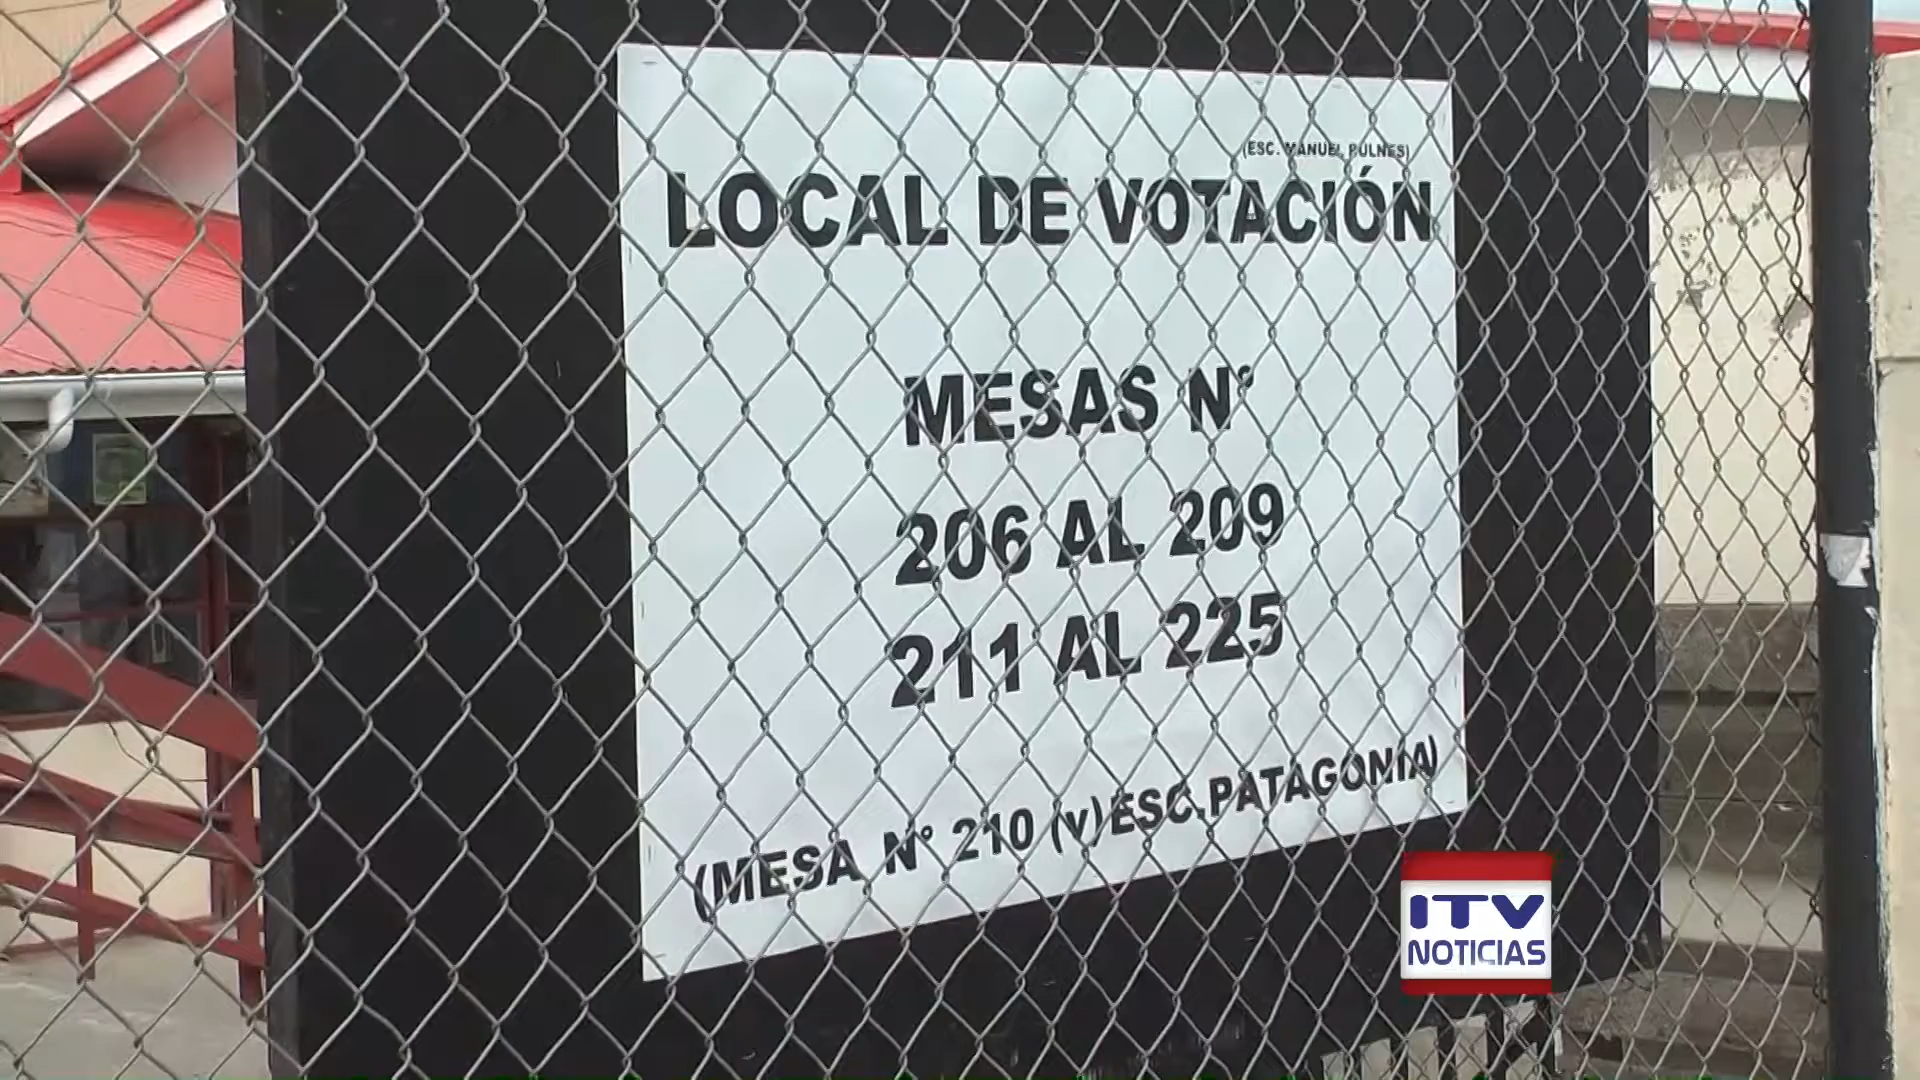 (ESC. MANUEL BULNES)
LOCAL DE VOTACIÓN
MESAS N°
206 AL 209
211 AL 225
(MESA N° 210 (v) ESC. PATAGONIA)
ITV
NOTICIAS